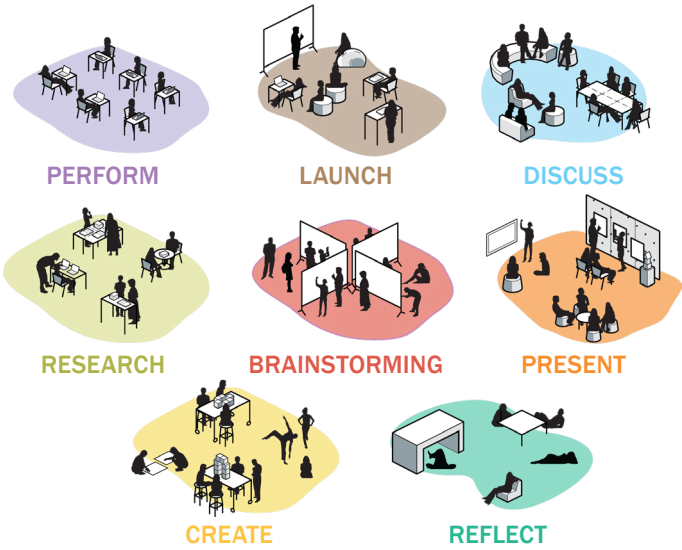 PERFORM
LAUNCH
DISCUSS
RESEARCH
BRAINSTORMING
PRESENT
CREATE
REFLECT